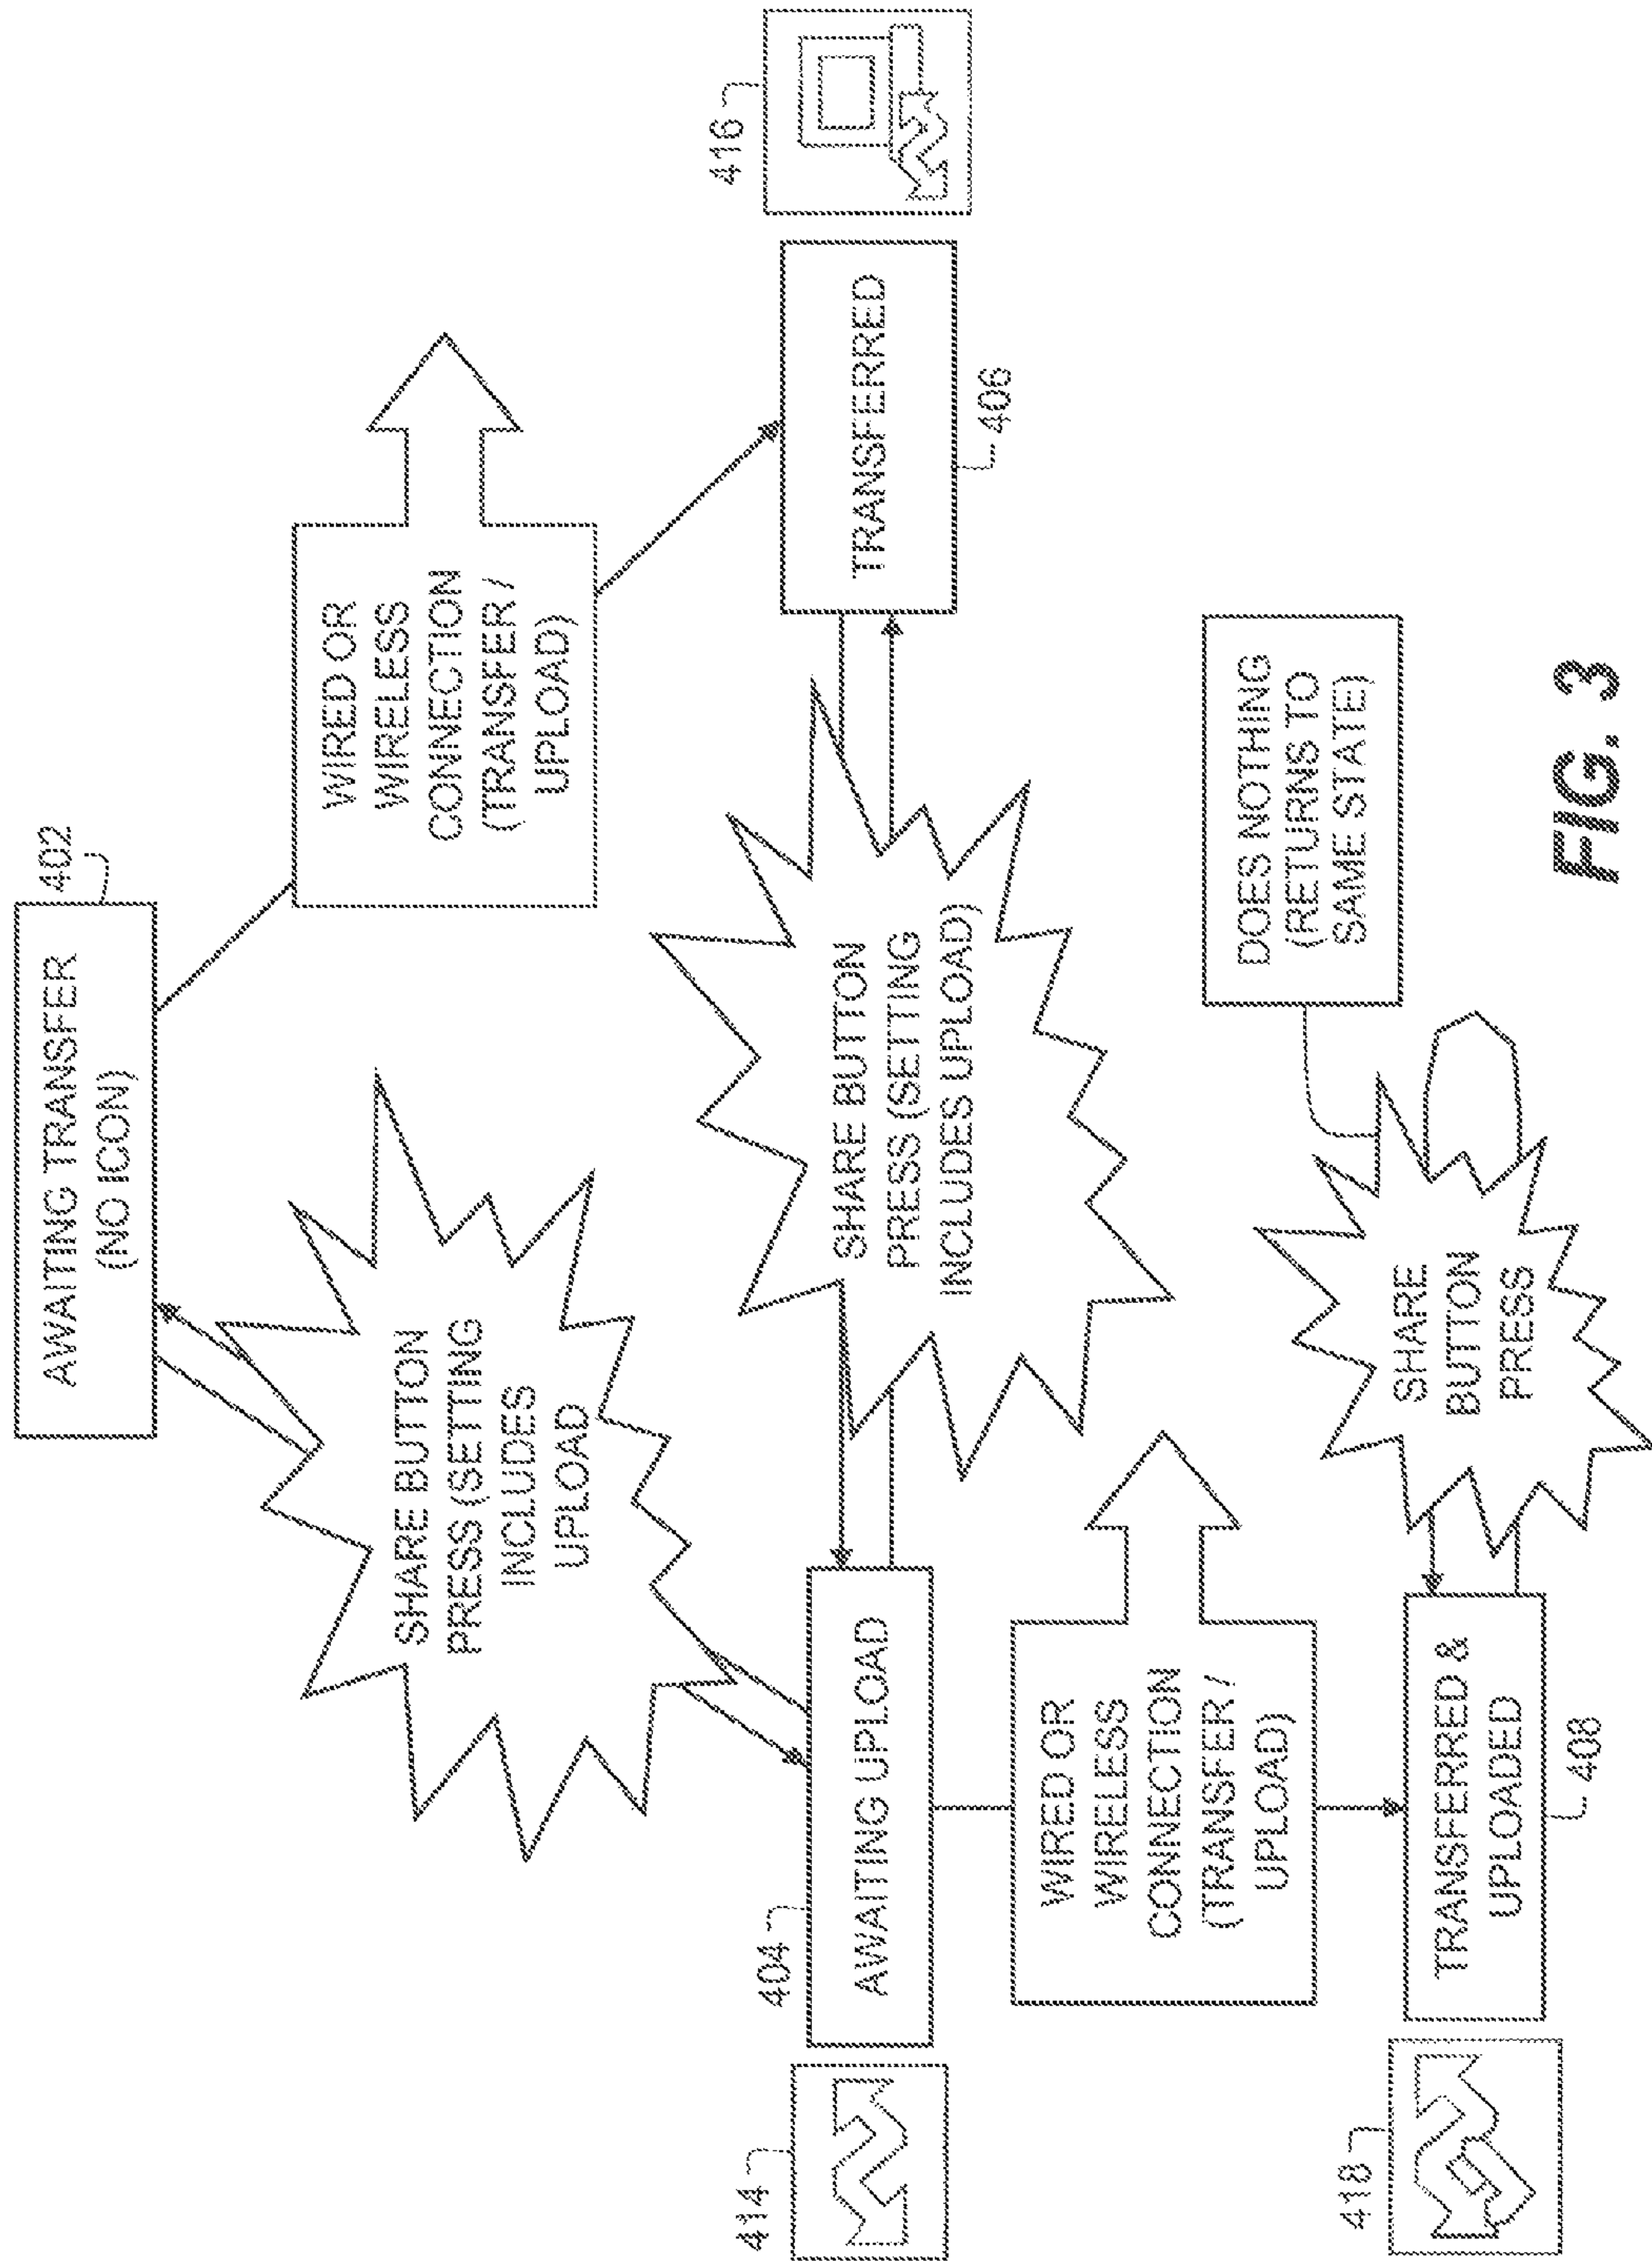 402
AWAITING TRANSFER
(NO ICON)
WIRED OR
WIRELESS
CONNECTION
(TRANSFER /
UPLOAD)
SHARE BUTTON
PRESS (SETTING
INCLUDES
UPLOAD
416
TRANSFERRED
406
SHARE BUTTON
PRESS (SETTING
INCLUDES UPLOAD)
414
404
AWAITING UPLOAD
WIRED OR
WIRELESS
CONNECTION
(TRANSFER /
UPLOAD)
DOES NOTHING
(RETURNS TO
SAME STATE)
SHARE
BUTTON
PRESS
418
TRANSFERRED &
UPLOADED
408
FIG. 3